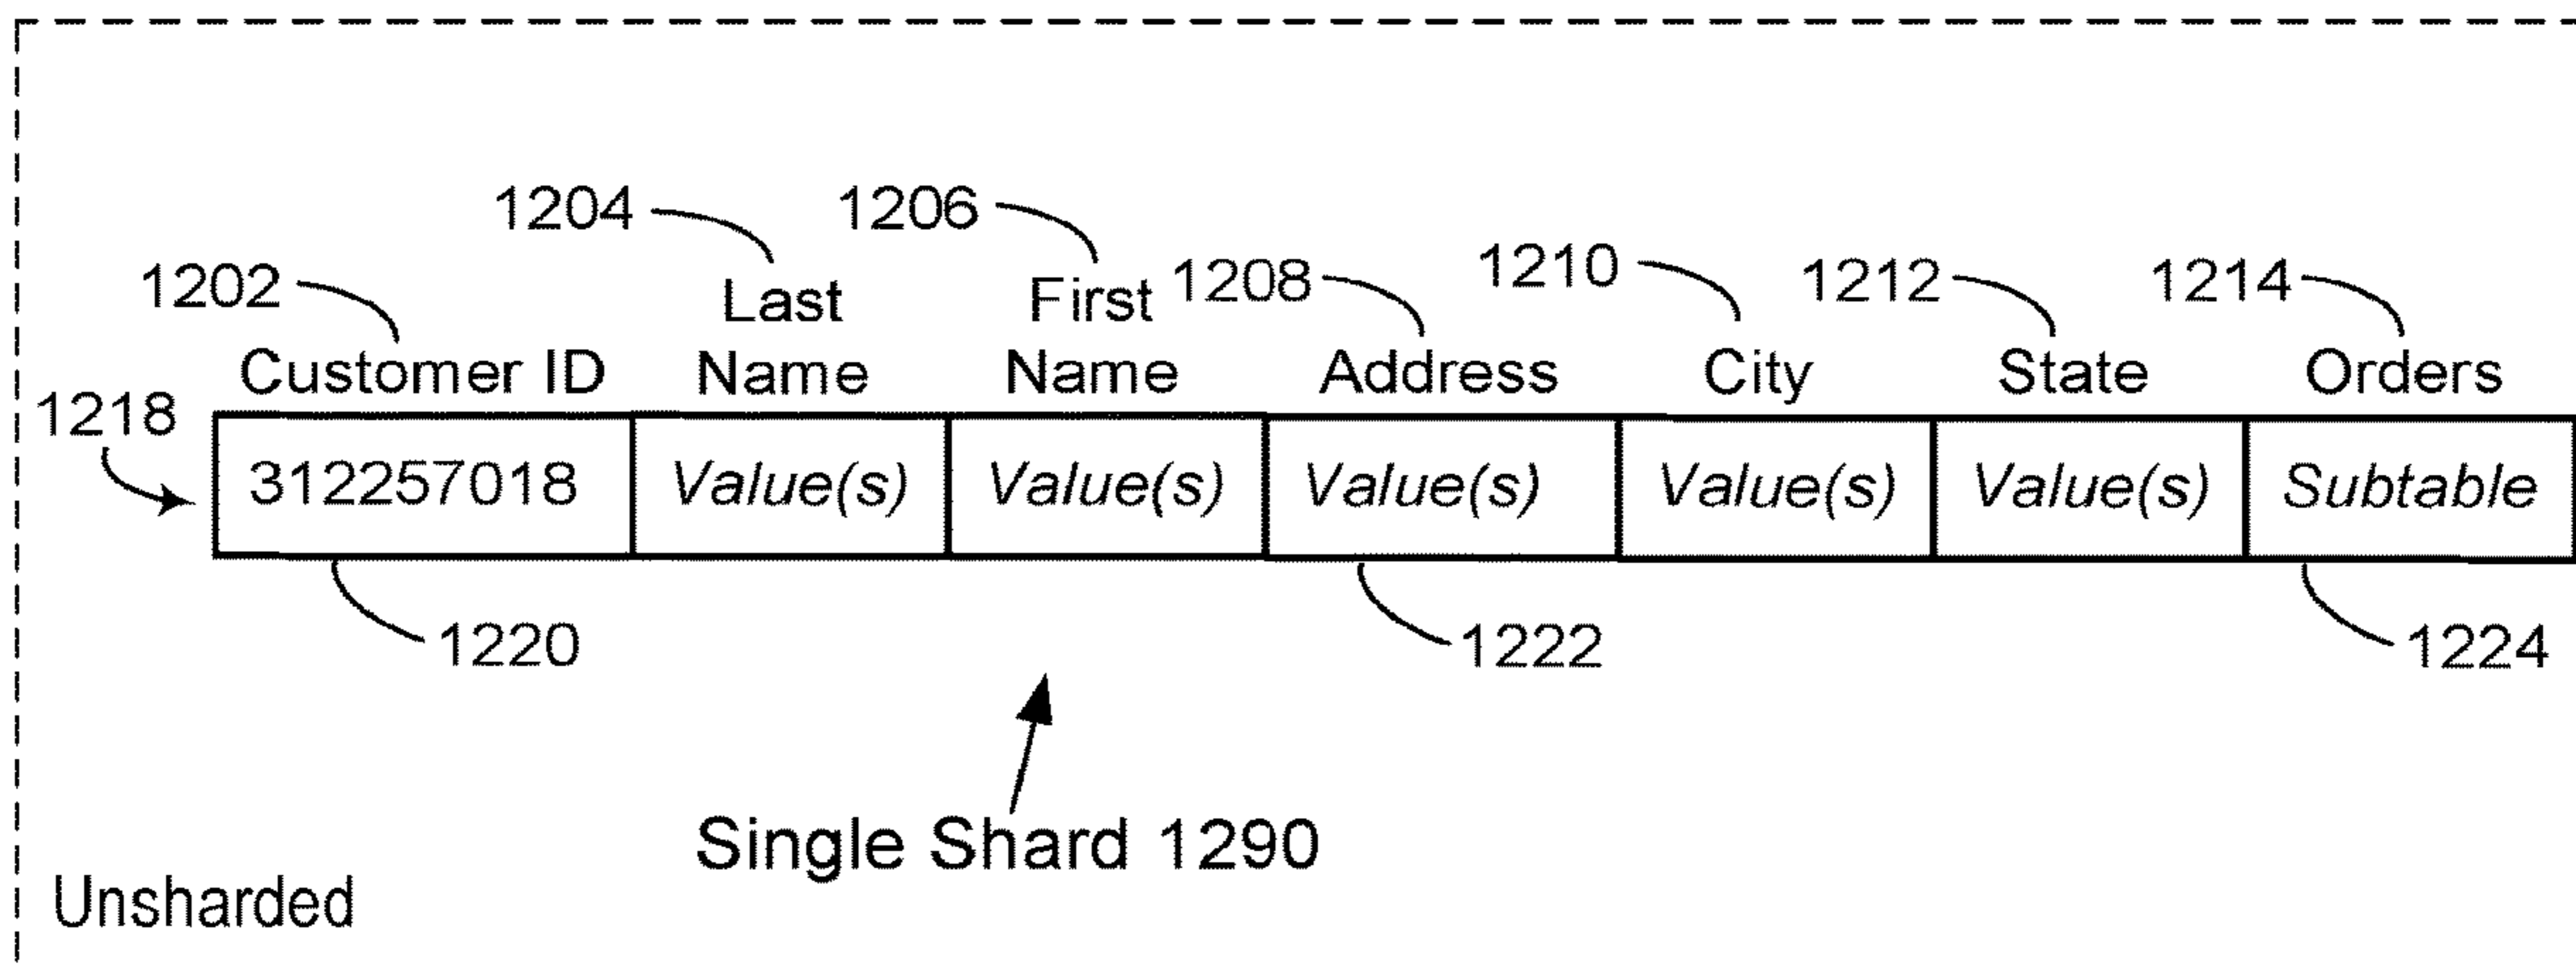 1204 1206
1202 Last First 1208 1210 1212 1214
Customer ID Name Name Address City State Orders
1218
312257018 Value(s) Value(s) Value(s) Value(s) Value(s) Subtable
1220 1222 1224
Single Shard 1290
Unsharded